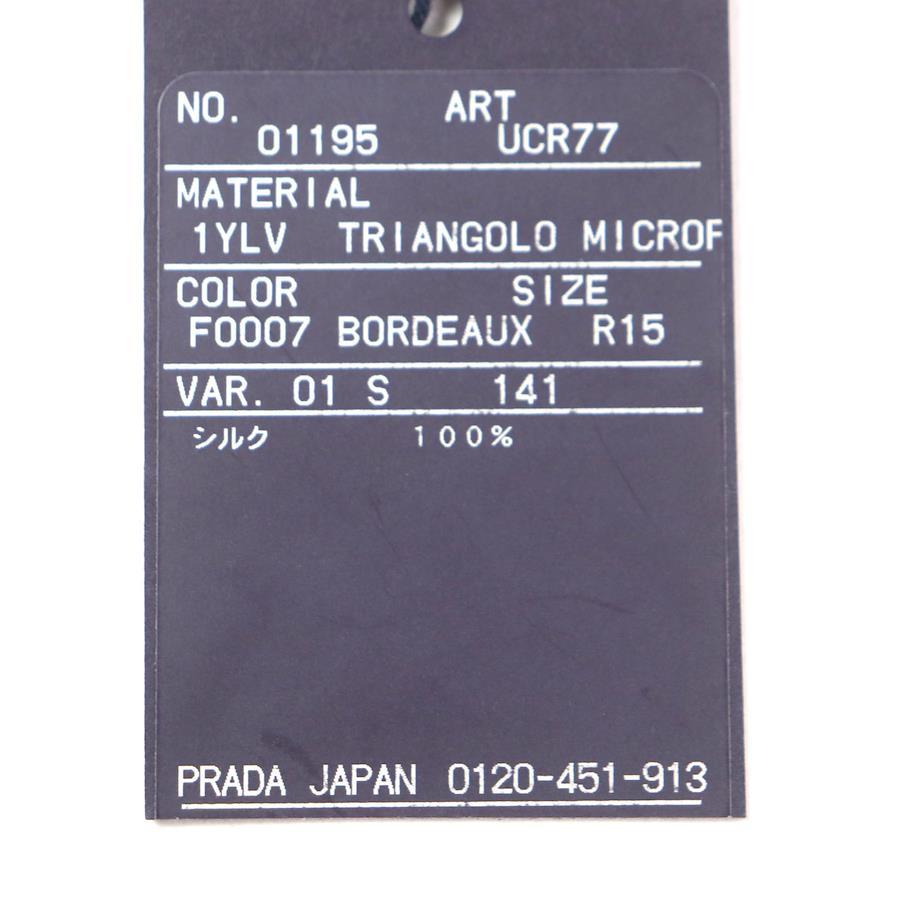 NO. ART
01195 UCR77
MATERIAL
1YLV TRIANGOLO MICROF
COLOR SIZE
F0007 BORDEAUX R15
VAR. 01 S 141
シルク 100%
PRADA JAPAN 0120-451-913